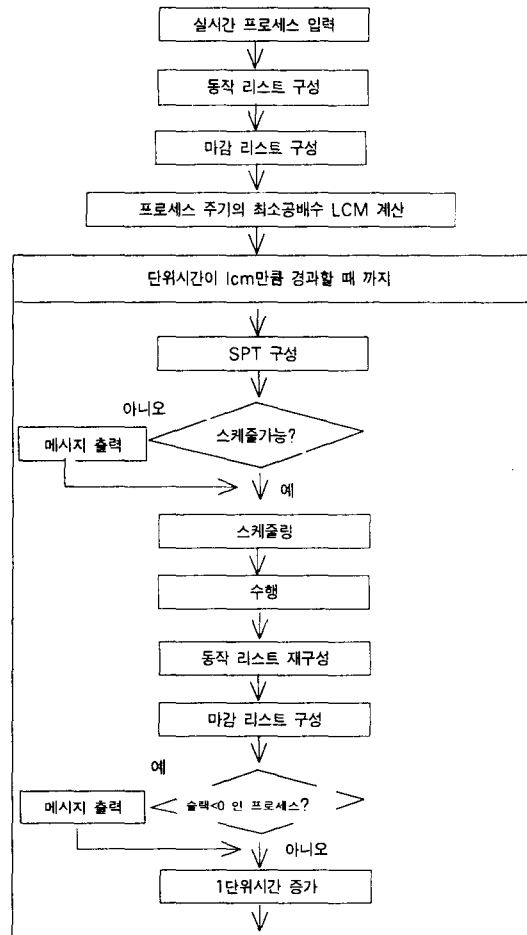 실시간 프로세스 입력
동작 리스트 구성
마감 리스트 구성
프로세스 주기의 최소공배수 LCM 계산
단위시간이 lcm만큼 경과할 때 까지
SPT 구성
아니오
메시지 출력
스케줄가능?
예
스케줄링
수행
동작 리스트 재구성
마감 리스트 구성
예
메시지 출력
슬랙<0 인 프로세스?
아니오
1단위시간 증가